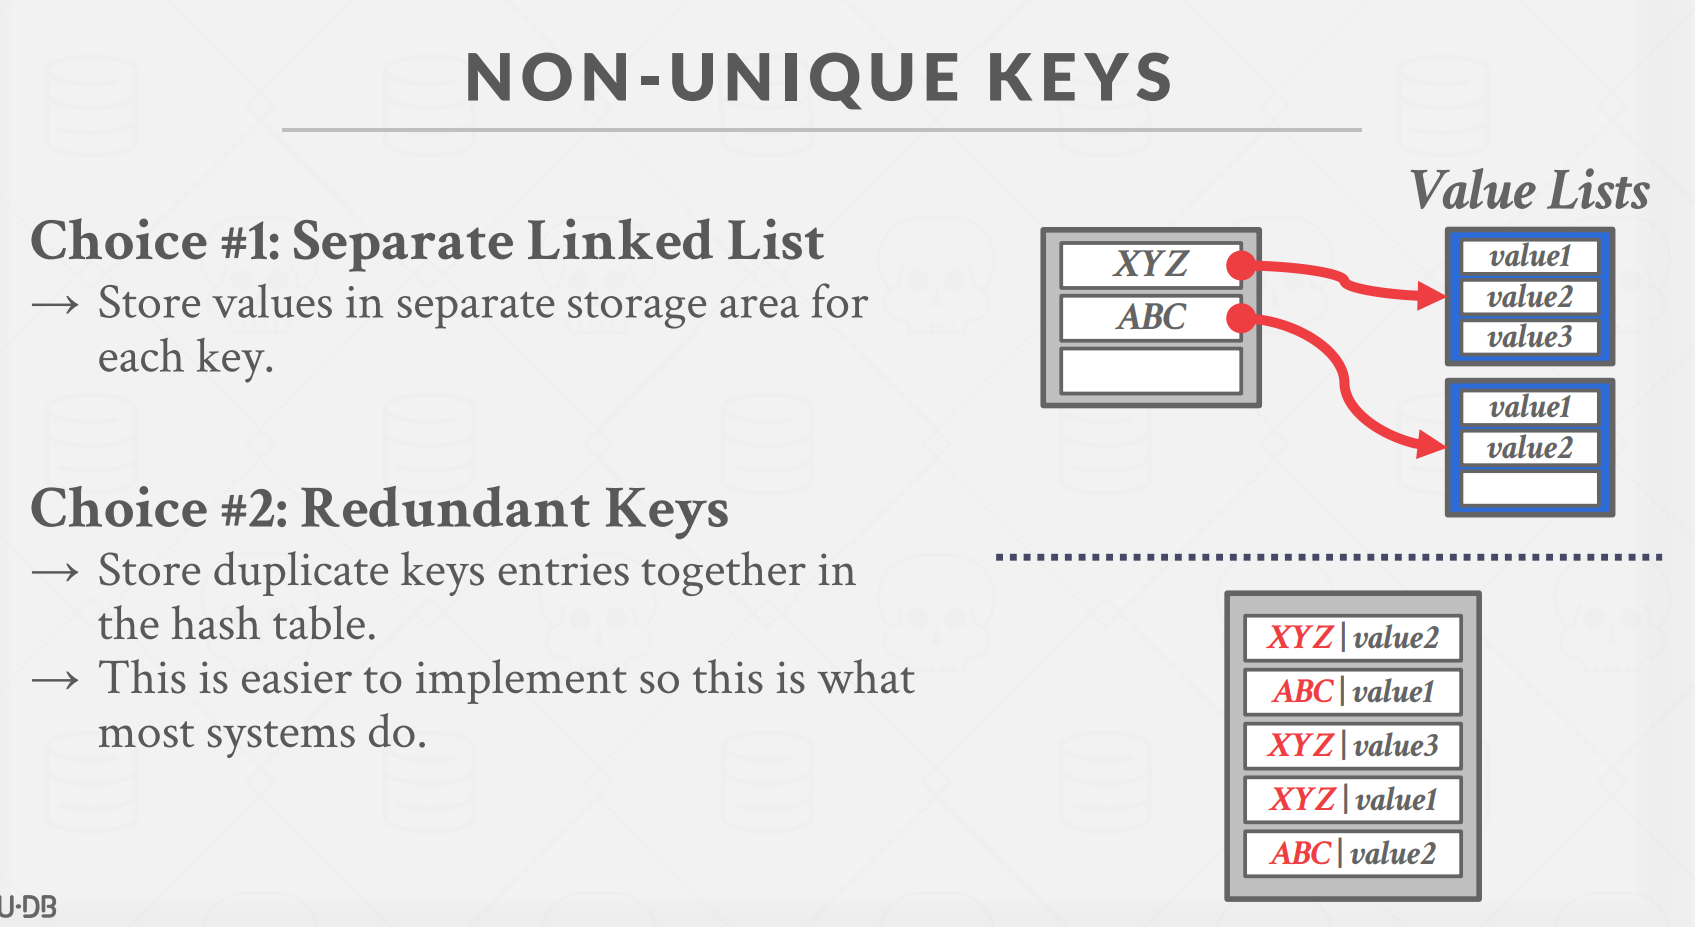 NON-UNIQUE KEYS
Choice #1: Separate Linked List
→ Store values in separate storage area for
each key.
Choice #2: Redundant Keys
→ Store duplicate keys entries together in
the hash table.
→ This is easier to implement so this is what
most systems do.
Value Lists
XYZ
ABC
value1
value2
value3
value1
value2
XYZ|value2
ABC|value1
XYZ|value3
XYZ|value1
ABC|value2
U·DB